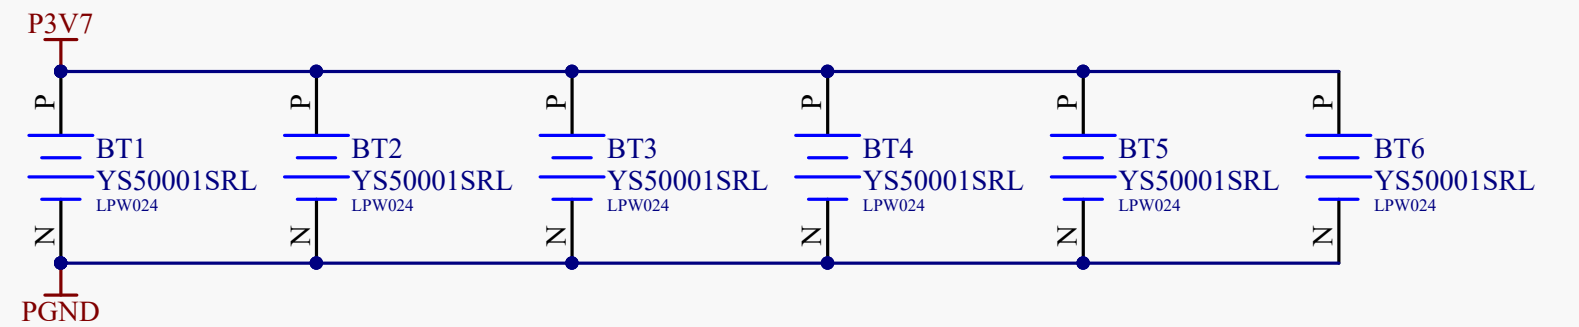 P3V7
P P P P P P
BT1 BT2 BT3 BT4 BT5 BT6
YS50001SRL YS50001SRL YS50001SRL YS50001SRL YS50001SRL YS50001SRL
LPW024 LPW024 LPW024 LPW024 LPW024 LPW024
N N N N N N
PGND